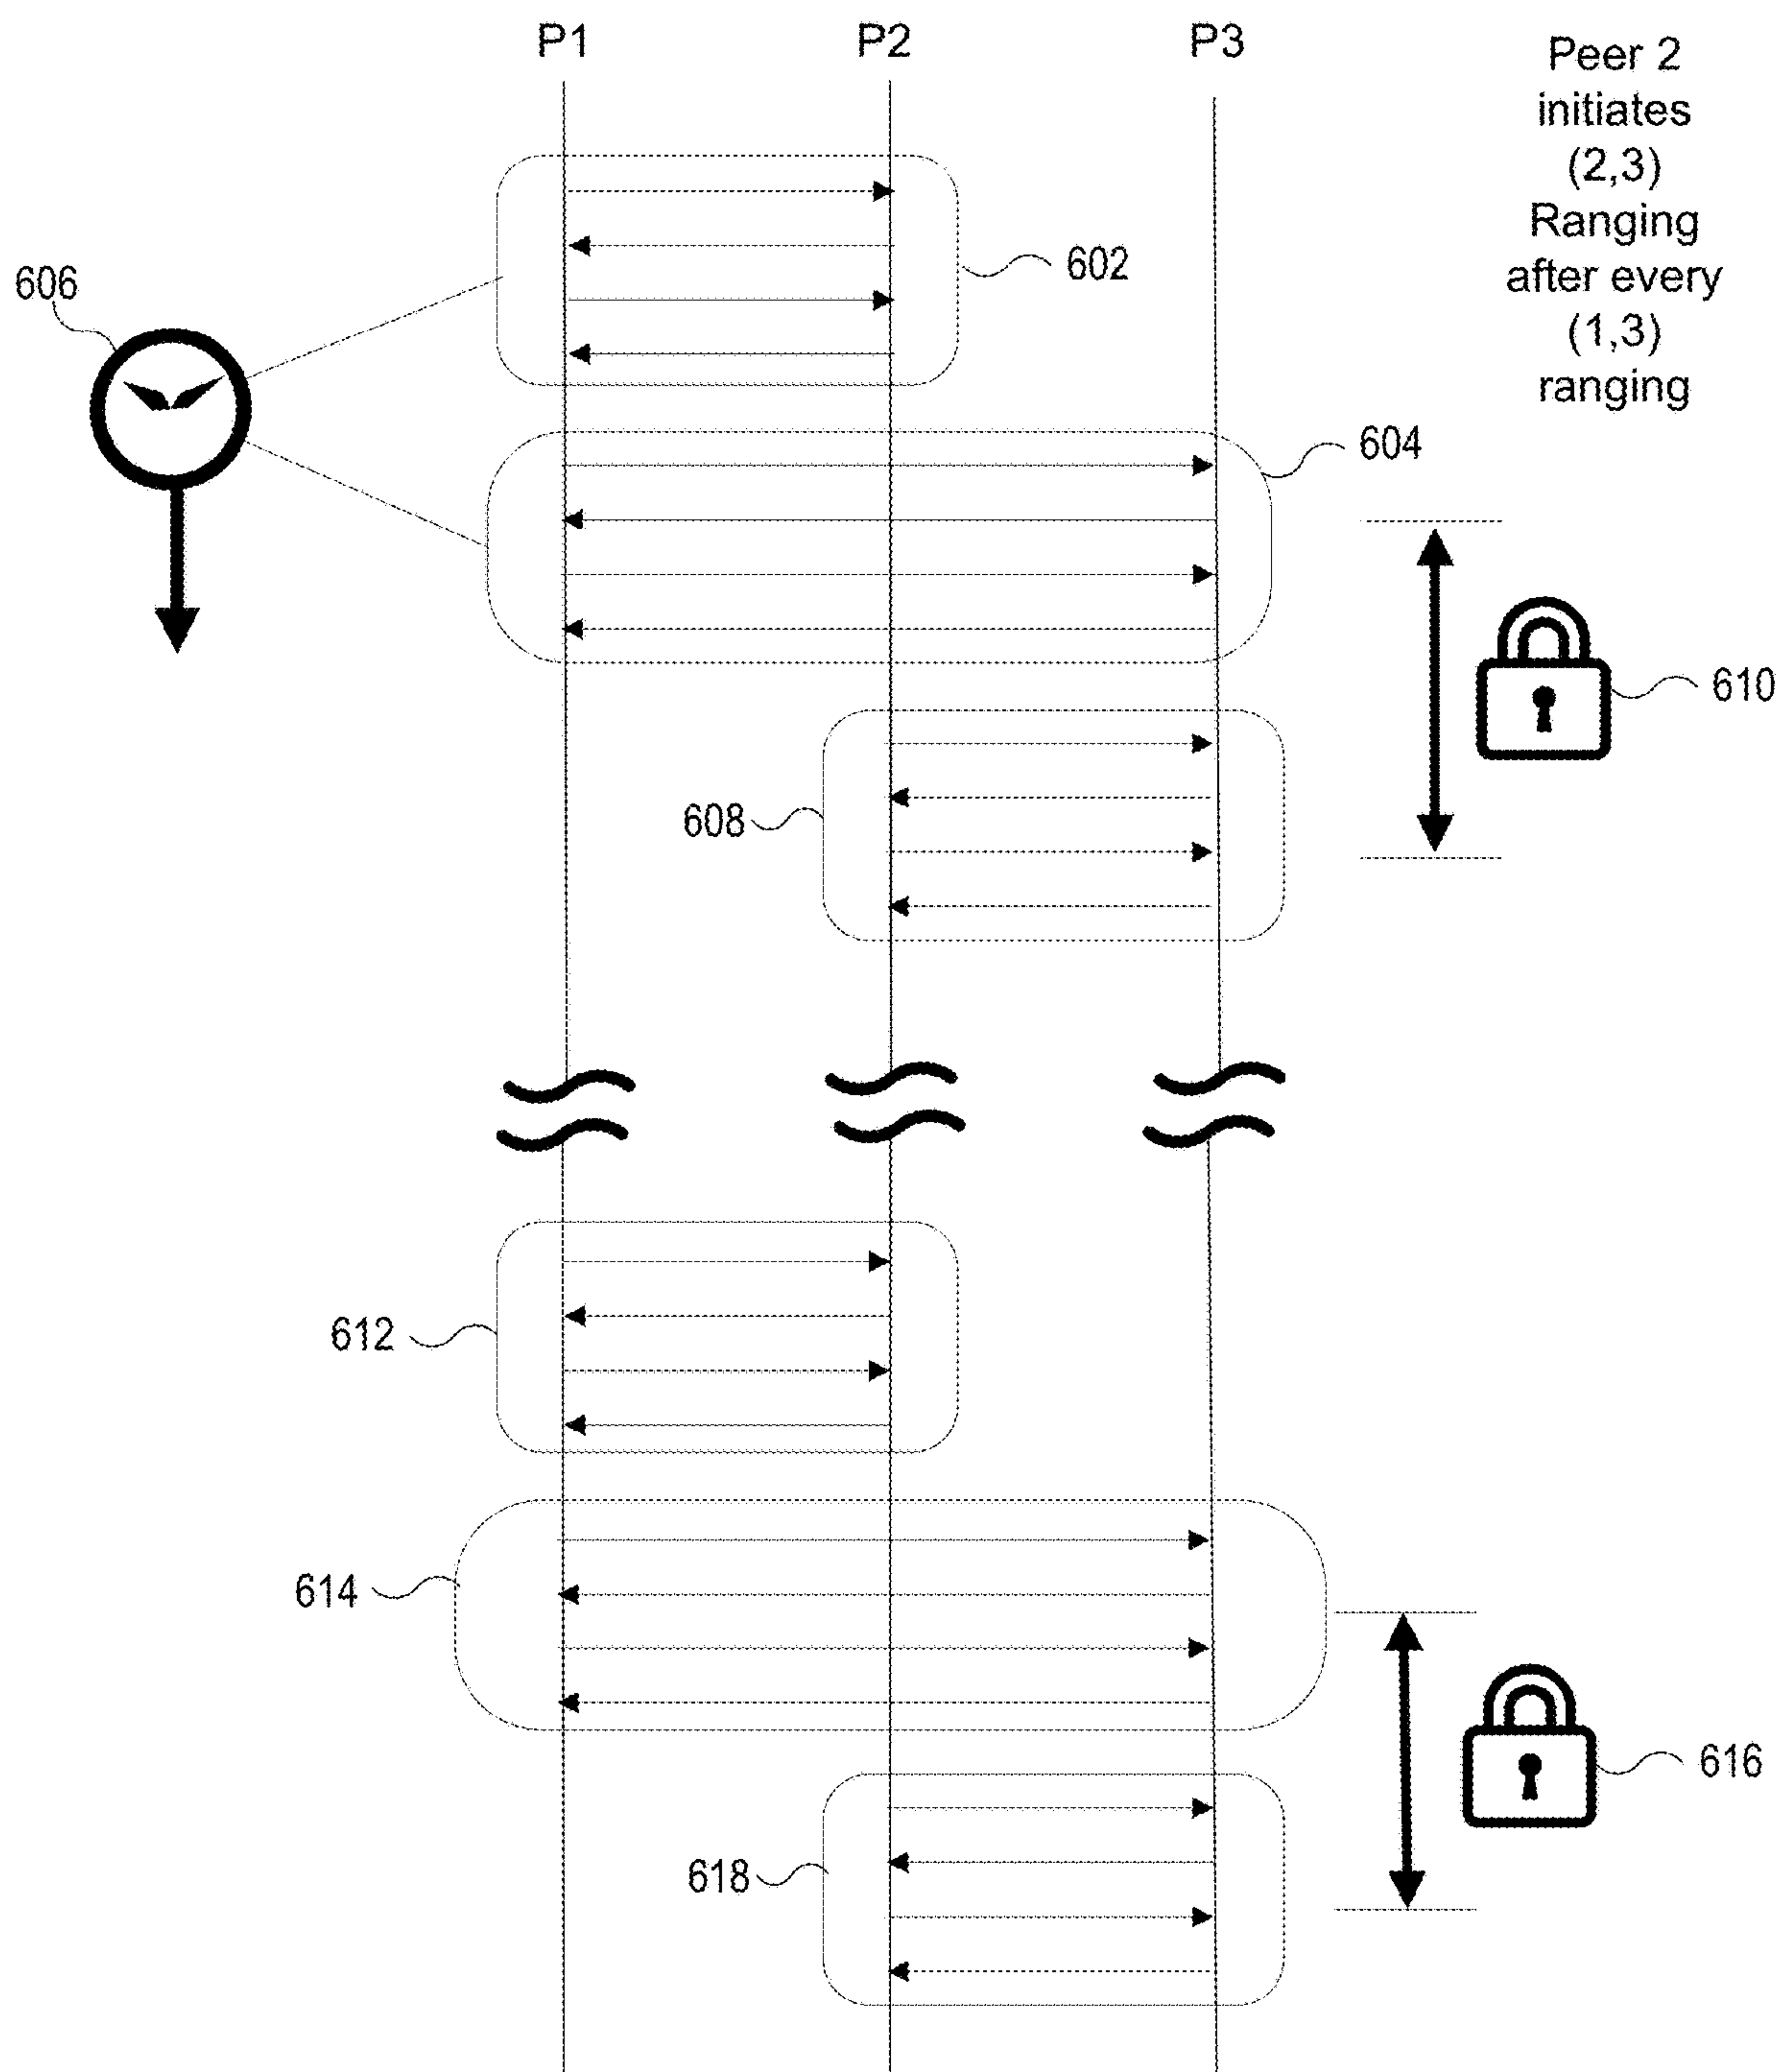 P1 P2 P3
Peer 2
initiates
(2,3)
Ranging
after every
(1,3)
ranging
602
606
604
610
608
612
614
616
618